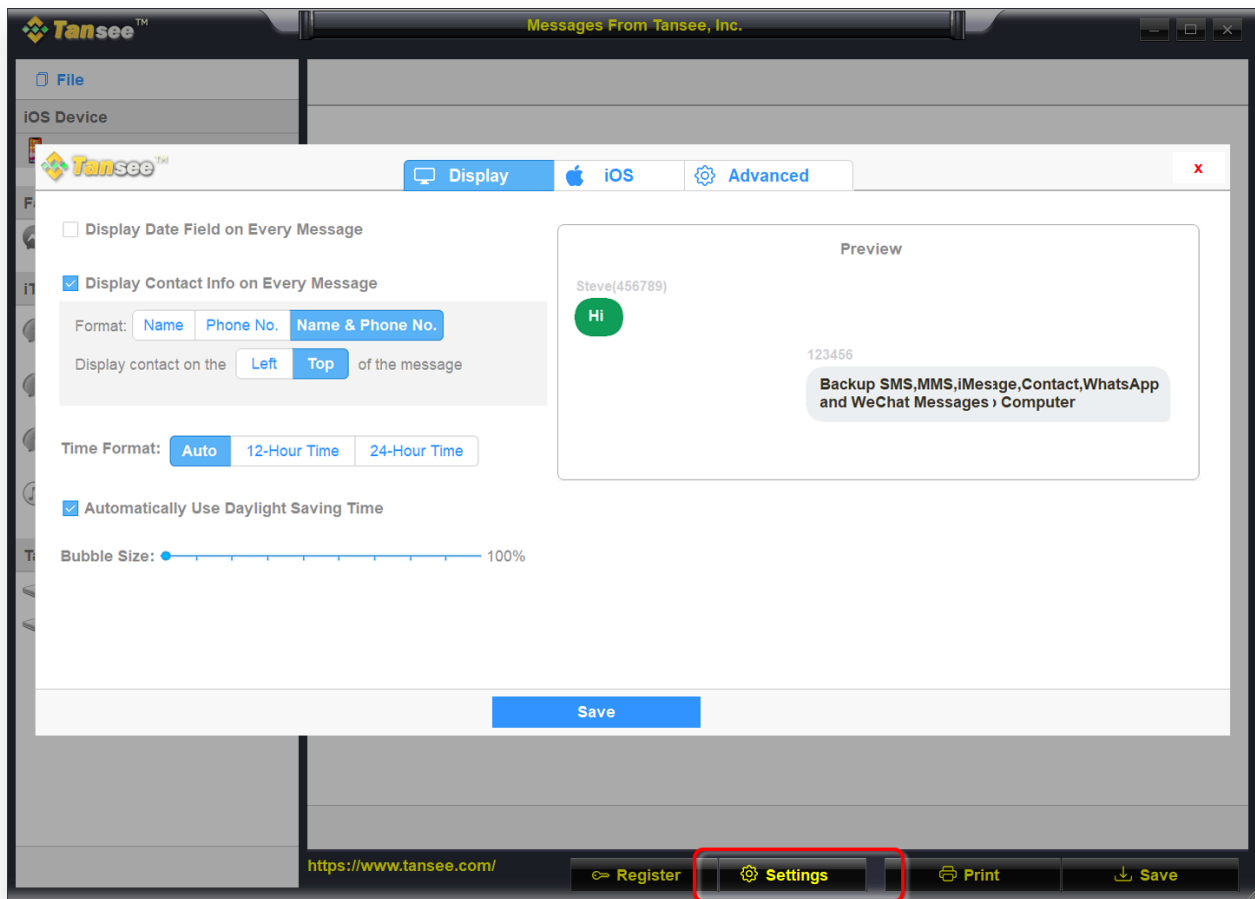 Tansee™
Messages From Tansee, Inc.
File
iOS Device
Tansee™
Display
iOS
Advanced
x
Display Date Field on Every Message
Display Contact Info on Every Message
Format:
Name
Phone No.
Name & Phone No.
Display contact on the
Left
Top
of the message
Time Format:
Auto
12-Hour Time
24-Hour Time
Automatically Use Daylight Saving Time
Bubble Size:
100%
Preview
Steve(456789)
Hi
123456
Backup SMS,MMS,iMesage,Contact,WhatsApp
and WeChat Messages › Computer
Save
https://www.tansee.com/
Register
Settings
Print
Save